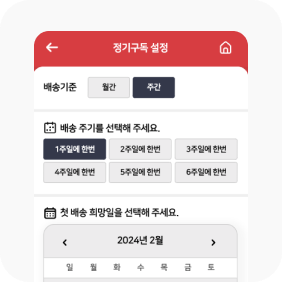 정기구독 설정
배송기준 월간 주간
배송 주기를 선택해 주세요.
1주일에 한번 2주일에 한번 3주일에 한번
4주일에 한번 5주일에 한번 6주일에 한번
첫 배송 희망일을 선택해 주세요.
2024년 2월
일 월 화 수 목 금 토